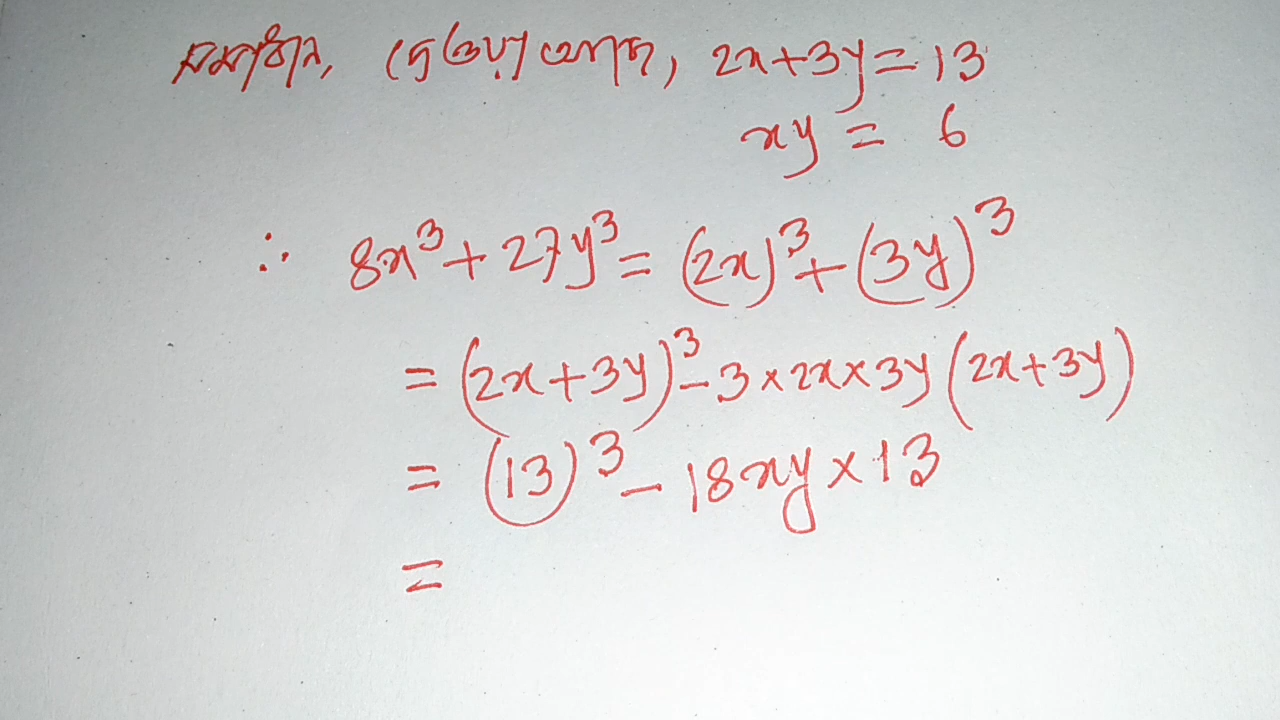 সমাধান, দেওয়া আছে, 2x+3y=13
xy = 6
∴ 8x³+27y³= (2x)³+(3y)³
= (2x+3y)³-3×2x×3y(2x+3y)
= (13)³-18xy×13
=